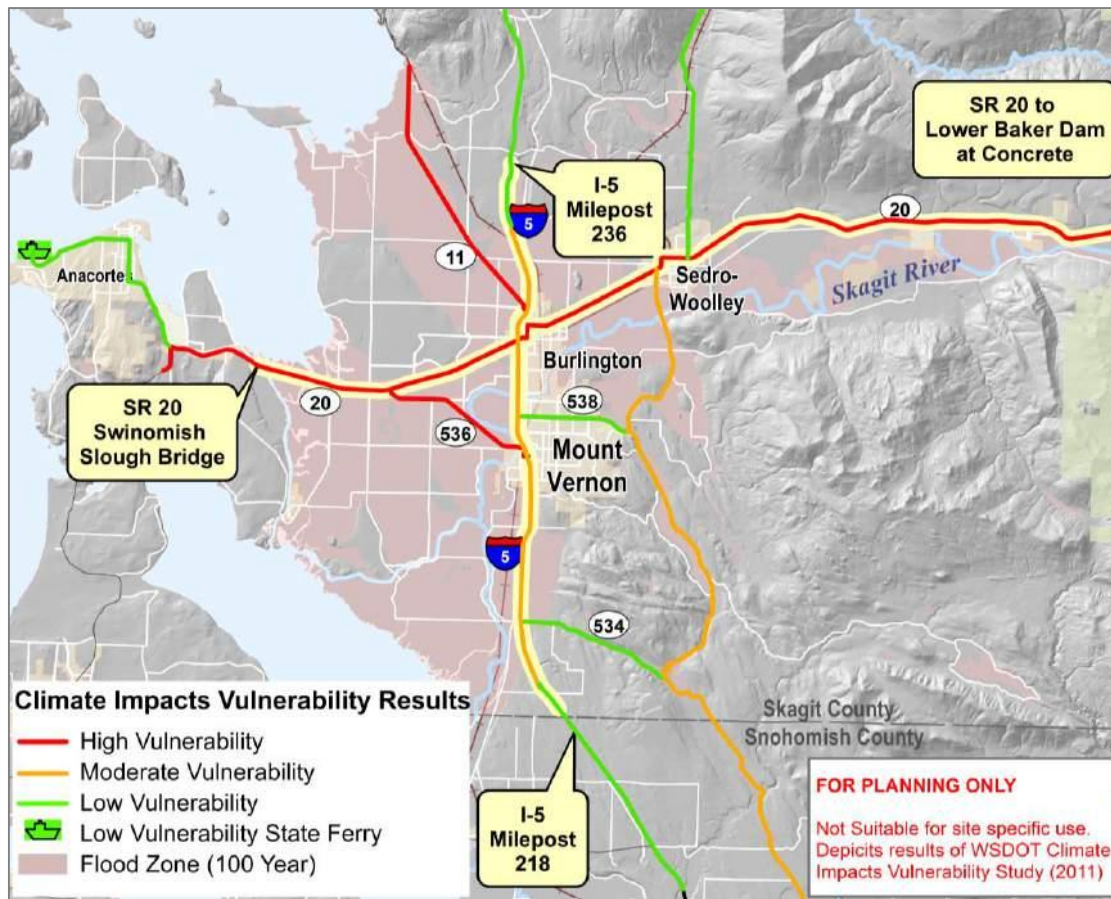 SR 20 to
Lower Baker Dam
at Concrete
I-5
Milepost
236
5
20
11
Anacortes
Sedro-
Woolley
Skagit River
Burlington
SR 20
Swinomish
Slough Bridge
20
538
536
Mount
Vernon
5
534
Skagit County
Snohomish County
Climate Impacts Vulnerability Results
High Vulnerability
Moderate Vulnerability
Low Vulnerability
Low Vulnerability State Ferry
Flood Zone (100 Year)
I-5
Milepost
218
FOR PLANNING ONLY
Not Suitable for site specific use.
Depicts results of WSDOT Climate
Impacts Vulnerability Study (2011)